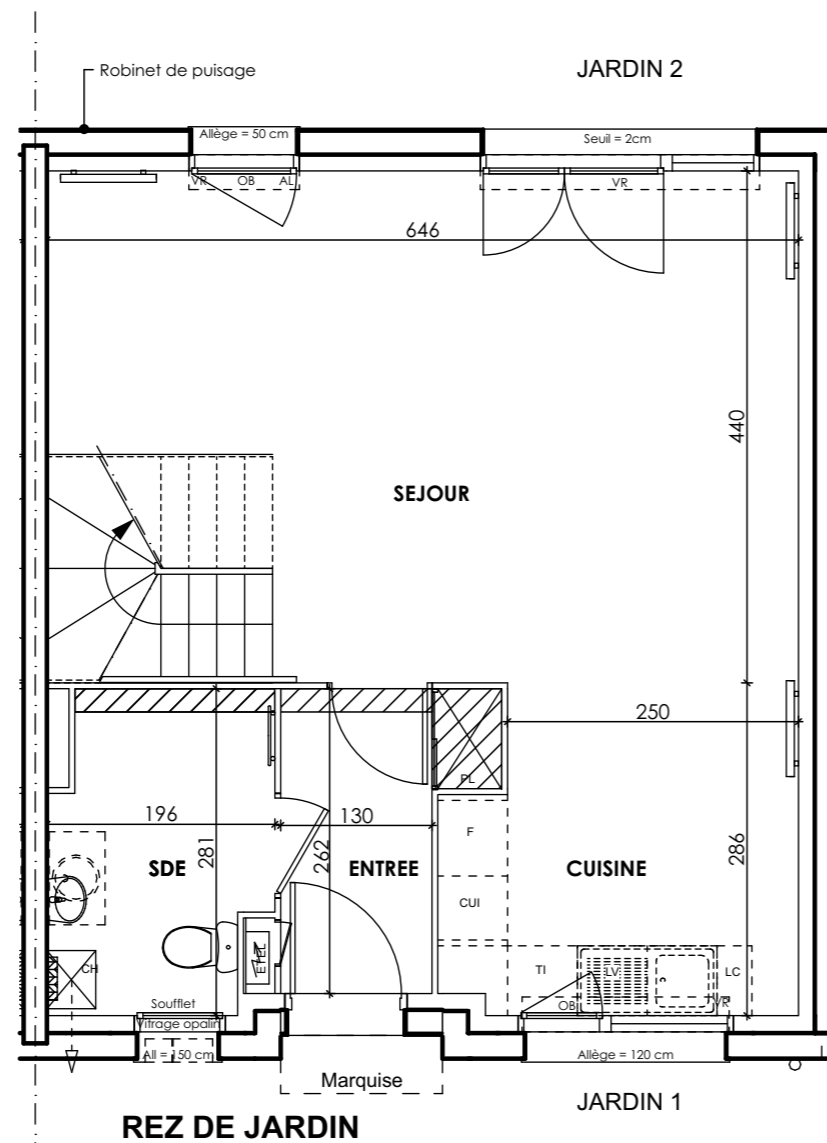 Robinet de puisage
JARDIN 2
Allège = 50 cm
Seuil = 2cm
VR OB AL
VR
646
440
SEJOUR
250
PL
196
130
281
262
286
F
SDE
ENTREE
CUISINE
CUI
ETEL
CH
TI
LV
LC
OB
VR
Soufflet
Vitrage opalin
All = 150 cm
Allège = 120 cm
Marquise
JARDIN 1
REZ DE JARDIN